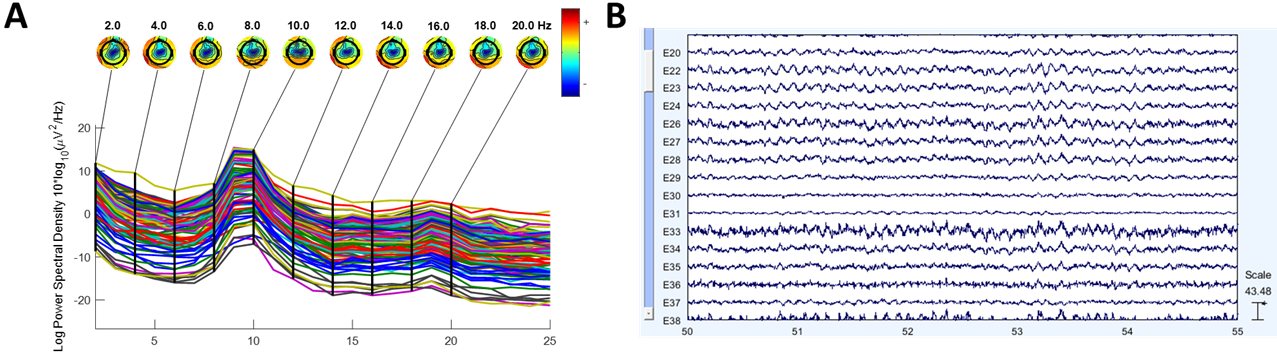 A
2.0 4.0 6.0 8.0 10.0 12.0 14.0 16.0 18.0 20.0 Hz
+
-
Log Power Spectral Density 10*log10(μV2/Hz)
20
10
0
-10
-20
5 10 15 20 25
B
E20
E22
E23
E24
E26
E27
E28
E29
E30
E31
E33
E34
E35
E36
E37
E38
50 51 52 53 54 55
Scale
43.48